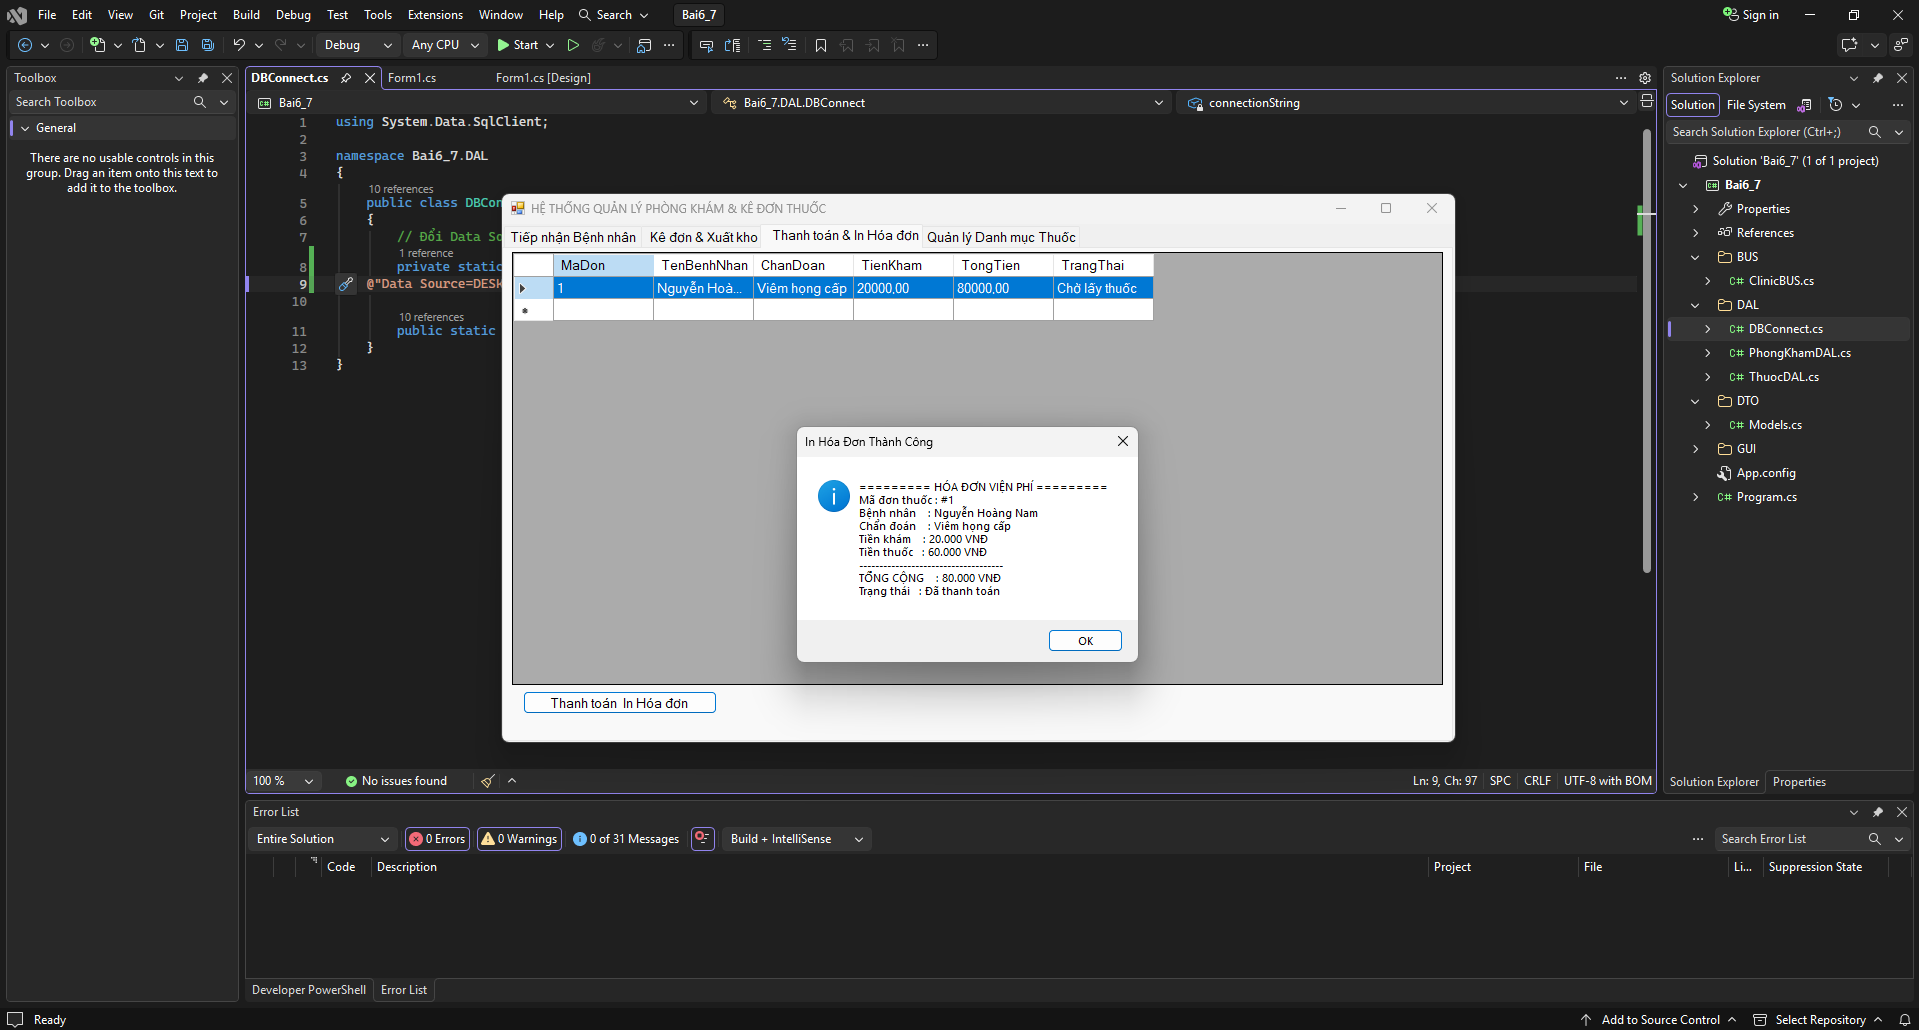 File Edit View Git Project Build Debug Test Tools Extensions Window Help Search Bai6_7 Sign in
Debug Any CPU Start
Toolbox
Search Toolbox
General
There are no usable controls in this
group. Drag an item onto this text to
add it to the toolbox.
DBConnect.cs Form1.cs Form1.cs [Design]
Bai6_7 Bai6_7.DAL.DBConnect connectionString
1 using System.Data.SqlClient;
2
3 namespace Bai6_7.DAL
4 {
10 references
5 public class DBCon
6 {
7 // Đổi Data So
1 reference
8 private static
9 @"Data Source=DESK
10
10 references
11 public static
12 }
13 }
HỆ THỐNG QUẢN LÝ PHÒNG KHÁM & KÊ ĐƠN THUỐC
Tiếp nhận Bệnh nhân Kê đơn & Xuất kho Thanh toán & In Hóa đơn Quản lý Danh mục Thuốc
MaDon TenBenhNhan ChanDoan TienKham TongTien TrangThai
1 Nguyễn Hoà... Viêm họng cấp 20000,00 80000,00 Chờ lấy thuốc
In Hóa Đơn Thành Công
========= HÓA ĐƠN VIỆN PHÍ =========
Mã đơn thuốc : #1
Bệnh nhân : Nguyễn Hoàng Nam
Chẩn đoán : Viêm họng cấp
Tiền khám : 20.000 VNĐ
Tiền thuốc : 60.000 VNĐ
------------------------------------
TỔNG CỘNG : 80.000 VNĐ
Trạng thái : Đã thanh toán
OK
Thanh toán In Hóa đơn
100 % No issues found Ln: 9, Ch: 97 SPC CRLF UTF-8 with BOM
Solution Explorer
Solution File System
Search Solution Explorer (Ctrl+;)
Solution 'Bai6_7' (1 of 1 project)
Bai6_7
Properties
References
BUS
C# ClinicBUS.cs
DAL
C# DBConnect.cs
C# PhongKhamDAL.cs
C# ThuocDAL.cs
DTO
C# Models.cs
GUI
App.config
C# Program.cs
Solution Explorer Properties
Error List
Entire Solution 0 Errors 0 Warnings 0 of 31 Messages Build + IntelliSense Search Error List
Code Description Project File Li... Suppression State
Developer PowerShell Error List
Ready Add to Source Control Select Repository